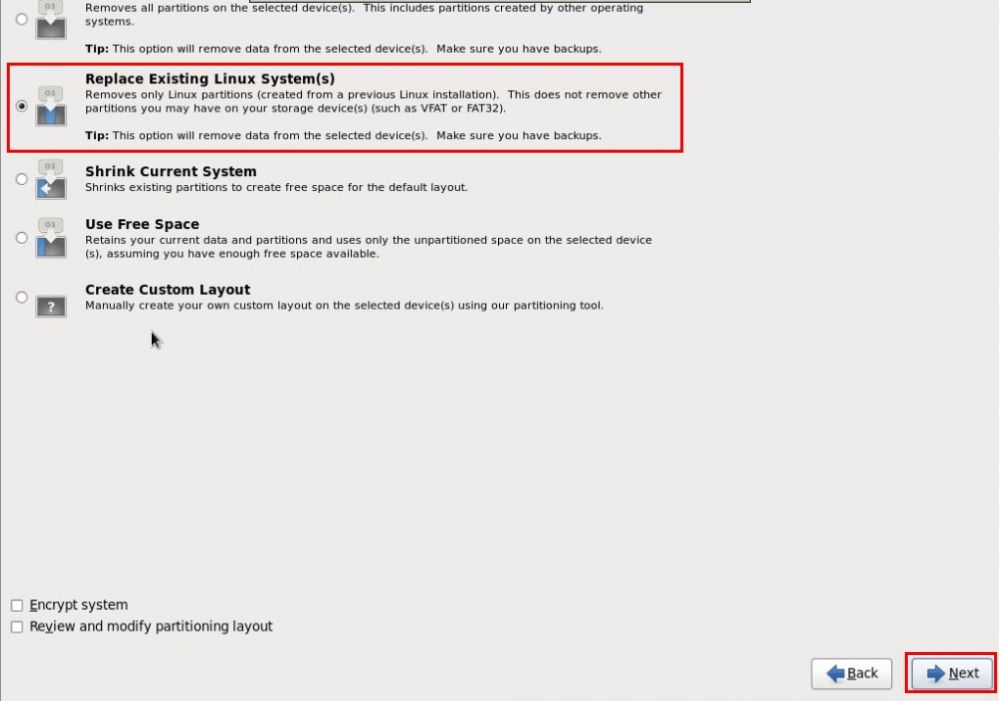 OS
Removes all partitions on the selected device(s).  This includes partitions created by other operating
systems.
Tip: This option will remove data from the selected device(s).  Make sure you have backups.
Replace Existing Linux System(s)
OS
Removes only Linux partitions (created from a previous Linux installation).  This does not remove other
partitions you may have on your storage device(s) (such as VFAT or FAT32).
Tip: This option will remove data from the selected device(s).  Make sure you have backups.
OS
Shrink Current System
Shrinks existing partitions to create free space for the default layout.
OS
Use Free Space
Retains your current data and partitions and uses only the unpartitioned space on the selected device
(s), assuming you have enough free space available.
Create Custom Layout
?
Manually create your own custom layout on the selected device(s) using our partitioning tool.
Encrypt system
Review and modify partitioning layout
Back
Next